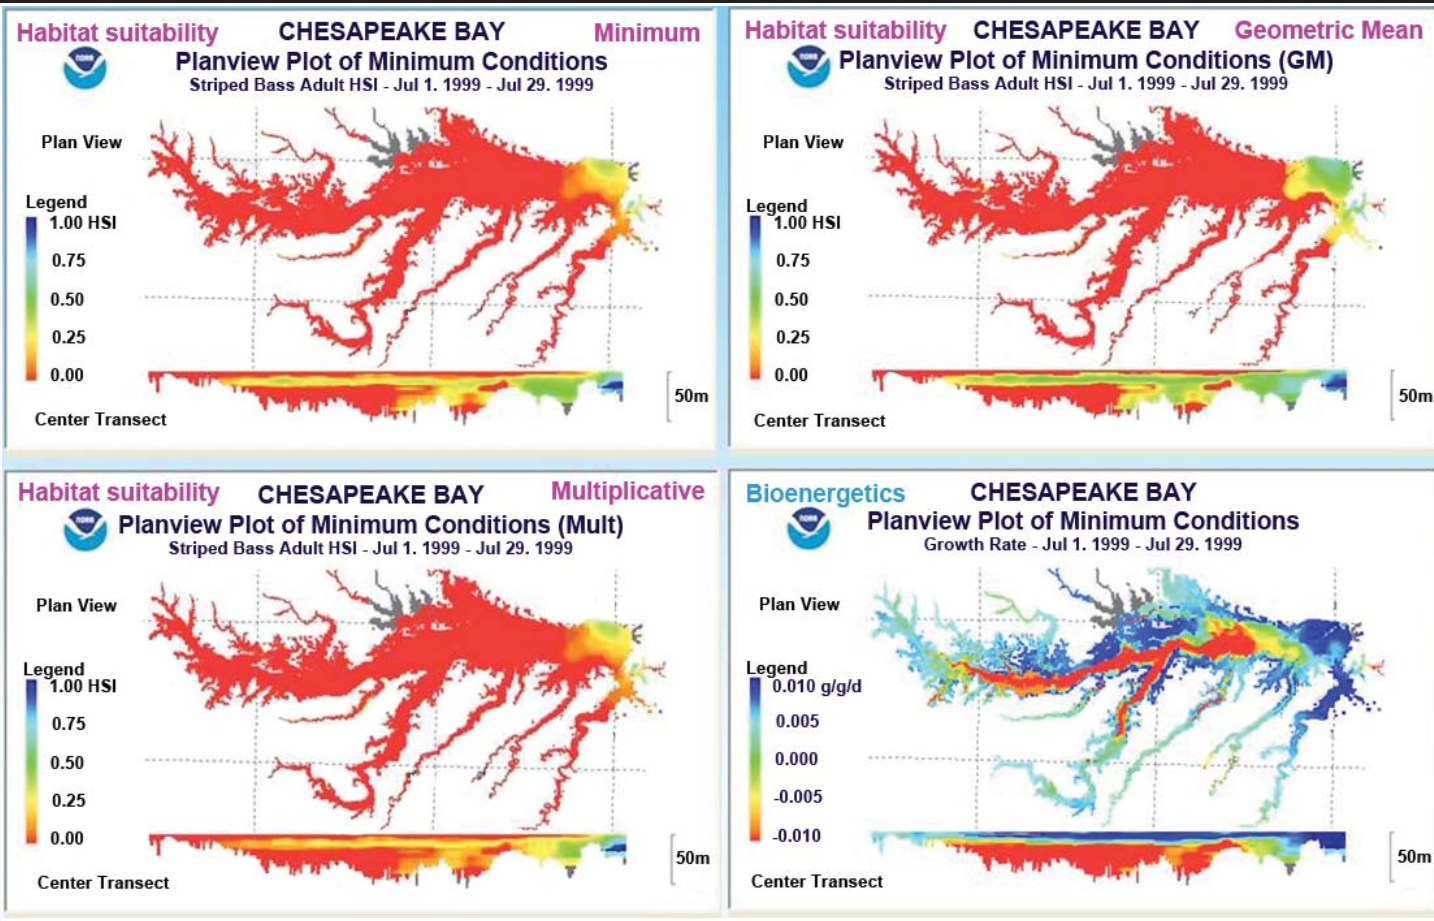 Habitat suitability CHESAPEAKE BAY Minimum
Planview Plot of Minimum Conditions
Striped Bass Adult HSI - Jul 1. 1999 - Jul 29. 1999
noaa
Plan View
Legend
1.00 HSI
0.75
0.50
0.25
0.00
50m
Center Transect
Habitat suitability CHESAPEAKE BAY Geometric Mean
Planview Plot of Minimum Conditions (GM)
Striped Bass Adult HSI - Jul 1. 1999 - Jul 29. 1999
noaa
Plan View
Legend
1.00 HSI
0.75
0.50
0.25
0.00
50m
Center Transect
Habitat suitability CHESAPEAKE BAY Multiplicative
Planview Plot of Minimum Conditions (Mult)
Striped Bass Adult HSI - Jul 1. 1999 - Jul 29. 1999
noaa
Plan View
Legend
1.00 HSI
0.75
0.50
0.25
0.00
50m
Center Transect
Bioenergetics CHESAPEAKE BAY
Planview Plot of Minimum Conditions
Growth Rate - Jul 1. 1999 - Jul 29. 1999
noaa
Plan View
Legend
0.010 g/g/d
0.005
0.000
-0.005
-0.010
50m
Center Transect